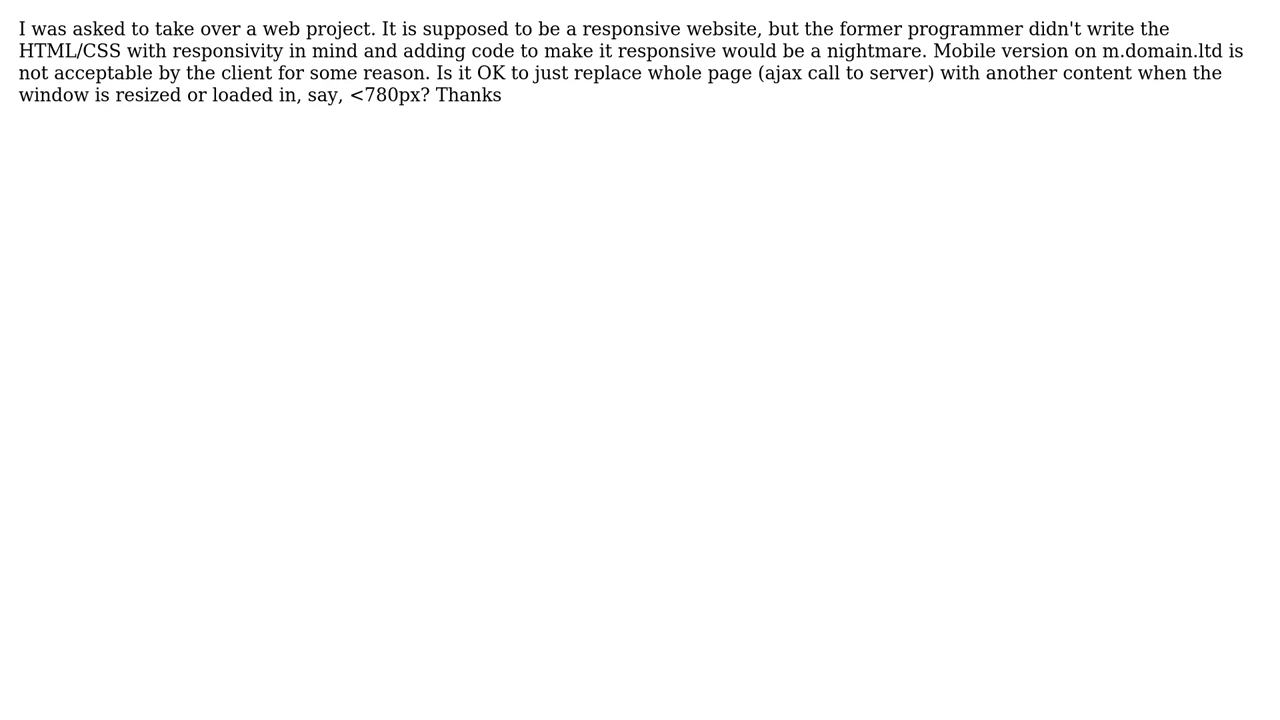 I was asked to take over a web project. It is supposed to be a responsive website, but the former programmer didn't write the
HTML/CSS with responsivity in mind and adding code to make it responsive would be a nightmare. Mobile version on m.domain.ltd is
not acceptable by the client for some reason. Is it OK to just replace whole page (ajax call to server) with another content when the
window is resized or loaded in, say, <780px? Thanks